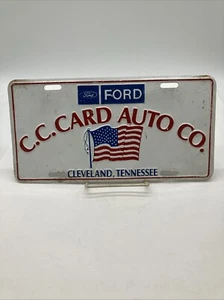 Ford FORD
C.C. CARD AUTO CO.
CLEVELAND, TENNESSEE